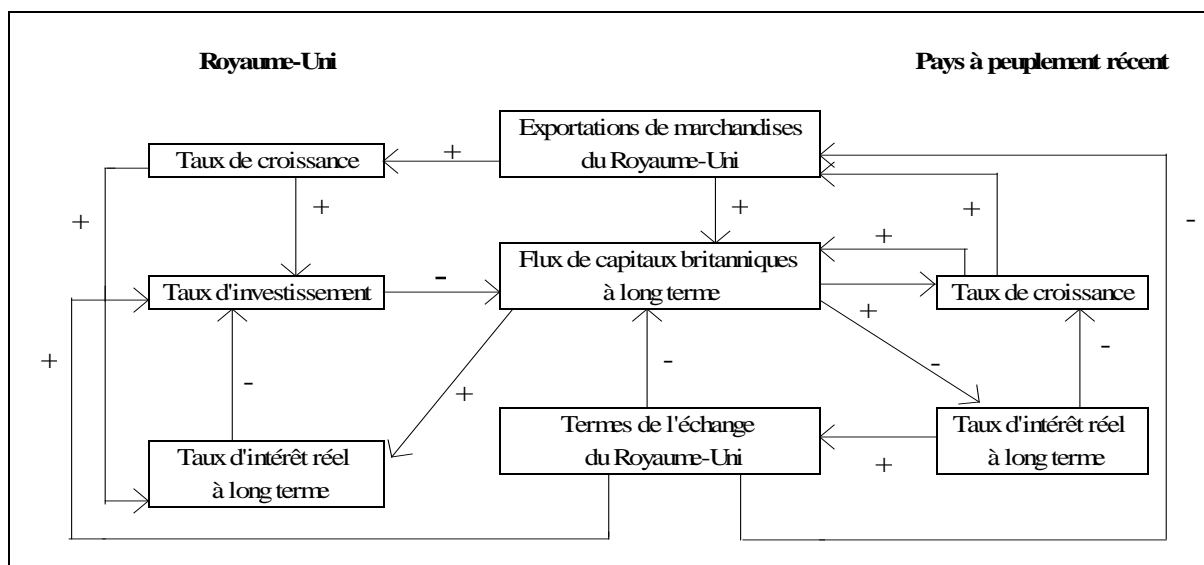 Royaume-Uni
Pays à peuplement récent
Exportations de marchandises
du Royaume-Uni
Taux de croissance
+
+
+
+
+
-
+
Flux de capitaux britanniques
à long terme
Taux d'investissement
-
Taux de croissance
+
+
-
+
-
-
-
Termes de l'échange
du Royaume-Uni
Taux d'intérêt réel
à long terme
Taux d'intérêt réel
à long terme
+